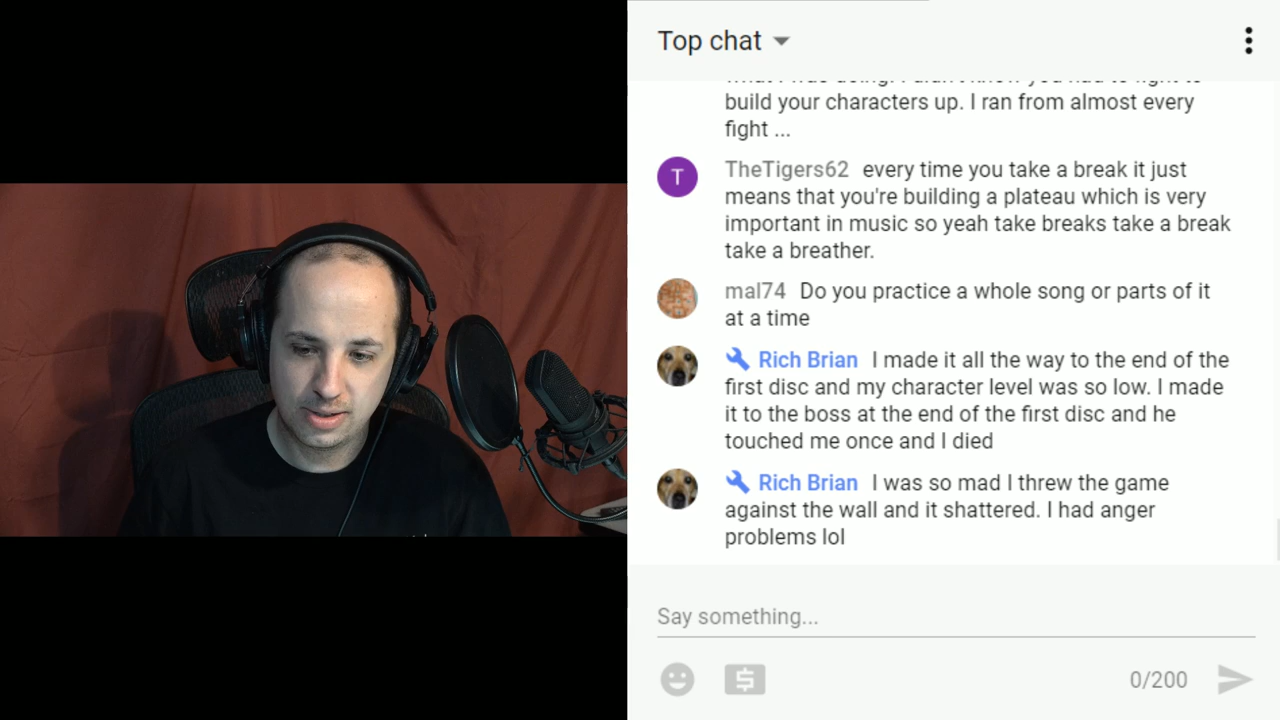 Top chat
build your characters up. I ran from almost every
fight ...
T
TheTigers62 every time you take a break it just
means that you're building a plateau which is very
important in music so yeah take breaks take a break
take a breather.
mal74 Do you practice a whole song or parts of it
at a time
Rich Brian I made it all the way to the end of the
first disc and my character level was so low. I made
it to the boss at the end of the first disc and he
touched me once and I died
Rich Brian I was so mad I threw the game
against the wall and it shattered. I had anger
problems lol
Say something...
0/200